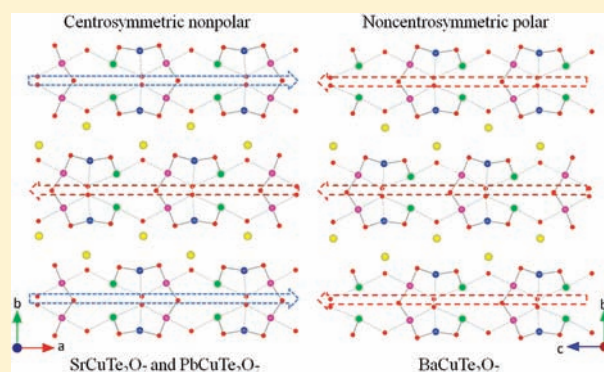 Centrosymmetric nonpolar
Noncentrosymmetric polar
b
a
b
c
SrCuTe₂O₇ and PbCuTe₂O₇
BaCuTe₂O₇